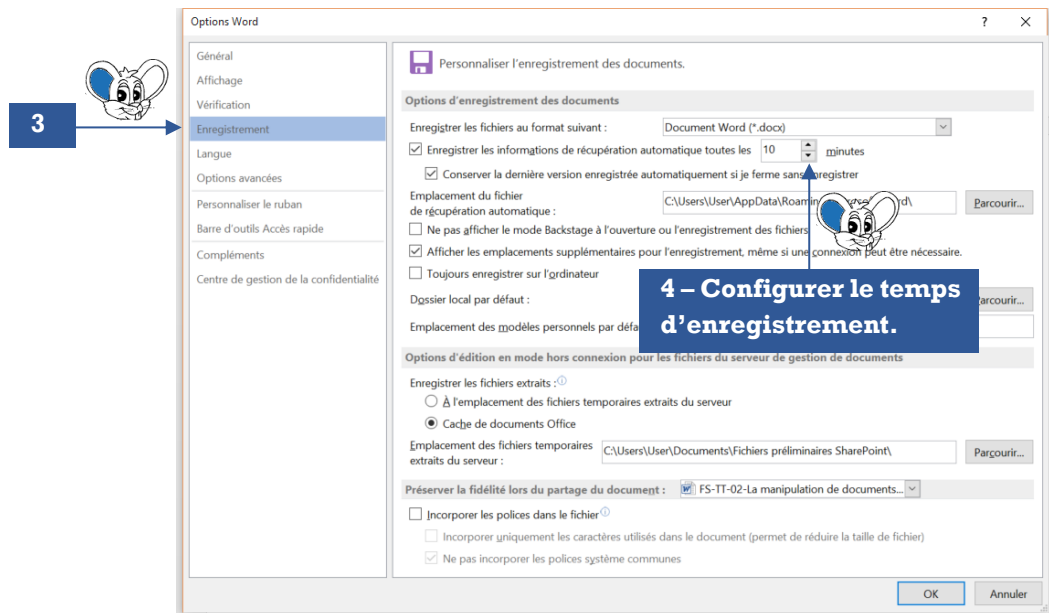 Options Word
? ×
Général
Affichage
Vérification
3
Enregistrement
Langue
Options avancées
Personnaliser le ruban
Barre d'outils Accès rapide
Compléments
Centre de gestion de la confidentialité
Personnaliser l'enregistrement des documents.
Options d'enregistrement des documents
Enregistrer les fichiers au format suivant : Document Word (*.docx)
Enregistrer les informations de récupération automatique toutes les 10 minutes
Conserver la dernière version enregistrée automatiquement si je ferme sans enregistrer
Emplacement du fichier
de récupération automatique : C:\Users\User\AppData\Roaming\ Parcourir...
Ne pas afficher le mode Backstage à l'ouverture ou l'enregistrement des fichiers
Afficher les emplacements supplémentaires pour l'enregistrement, même si une connexion peut être nécessaire.
Toujours enregistrer sur l'ordinateur
Dossier local par défaut : Parcourir...
Emplacement des modèles personnels par défa
4 – Configurer le temps
d'enregistrement.
Options d'édition en mode hors connexion pour les fichiers du serveur de gestion de documents
Enregistrer les fichiers extraits :
À l'emplacement des fichiers temporaires extraits du serveur
Cache de documents Office
Emplacement des fichiers temporaires
extraits du serveur : C:\Users\User\Documents\Fichiers préliminaires SharePoint\ Parcourir...
Préserver la fidélité lors du partage du document : FS-TT-02-La manipulation de documents...
Incorporer les polices dans le fichier
Incorporer uniquement les caractères utilisés dans le document (permet de réduire la taille de fichier)
Ne pas incorporer les polices système communes
OK Annuler